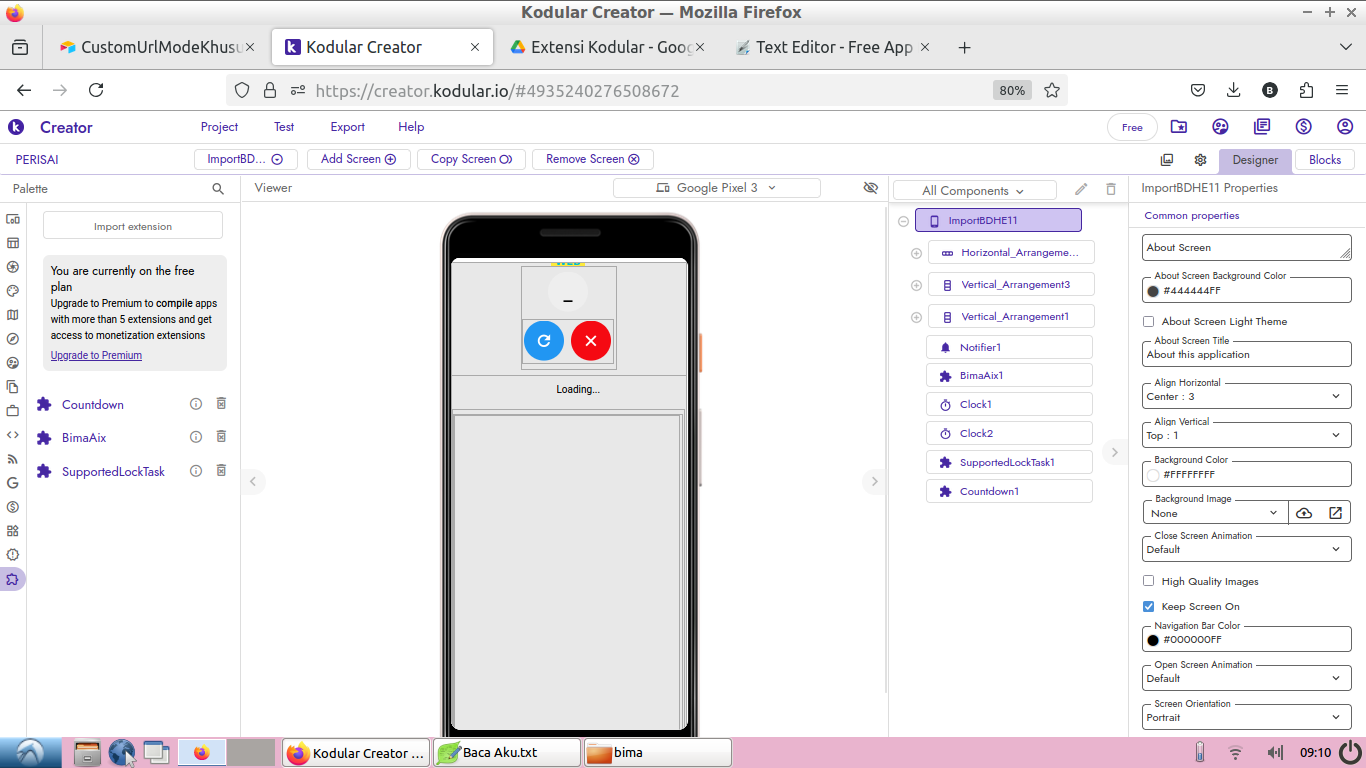 Kodular Creator — Mozilla Firefox
CustomUrlModeKhusu
Kodular Creator
Extensi Kodular - Goog
Text Editor - Free App
https://creator.kodular.io/#4935240276508672
80%
B
Creator
Project
Test
Export
Help
Free
PERISAI
ImportBD...
Add Screen
Copy Screen
Remove Screen
Designer
Blocks
Palette
Viewer
Google Pixel 3
All Components
ImportBDHE11 Properties
Import extension
You are currently on the free
plan
Upgrade to Premium to compile apps
with more than 5 extensions and get
access to monetization extensions
Upgrade to Premium
Countdown
BimaAix
SupportedLockTask
Loading...
ImportBDHE11
Horizontal_Arrangeme...
Vertical_Arrangement3
Vertical_Arrangement1
Notifier1
BimaAix1
Clock1
Clock2
SupportedLockTask1
Countdown1
Common properties
About Screen
About Screen Background Color
#444444FF
About Screen Light Theme
About Screen Title
About this application
Align Horizontal
Center : 3
Align Vertical
Top : 1
Background Color
#FFFFFFFF
Background Image
None
Close Screen Animation
Default
High Quality Images
Keep Screen On
Navigation Bar Color
#000000FF
Open Screen Animation
Default
Screen Orientation
Portrait
Kodular Creator ...
Baca Aku.txt
bima
09:10